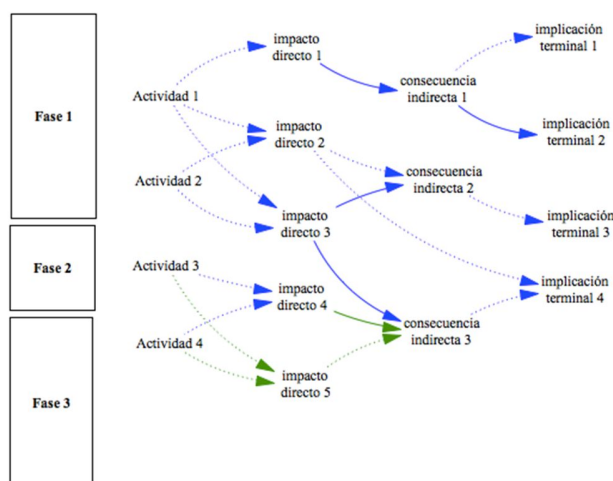 Fase 1
Fase 2
Fase 3
Actividad 1
Actividad 2
Actividad 3
Actividad 4
impacto
directo 1
impacto
directo 2
impacto
directo 3
impacto
directo 4
impacto
directo 5
consecuencia
indirecta 1
consecuencia
indirecta 2
consecuencia
indirecta 3
implicación
terminal 1
implicación
terminal 2
implicación
terminal 3
implicación
terminal 4